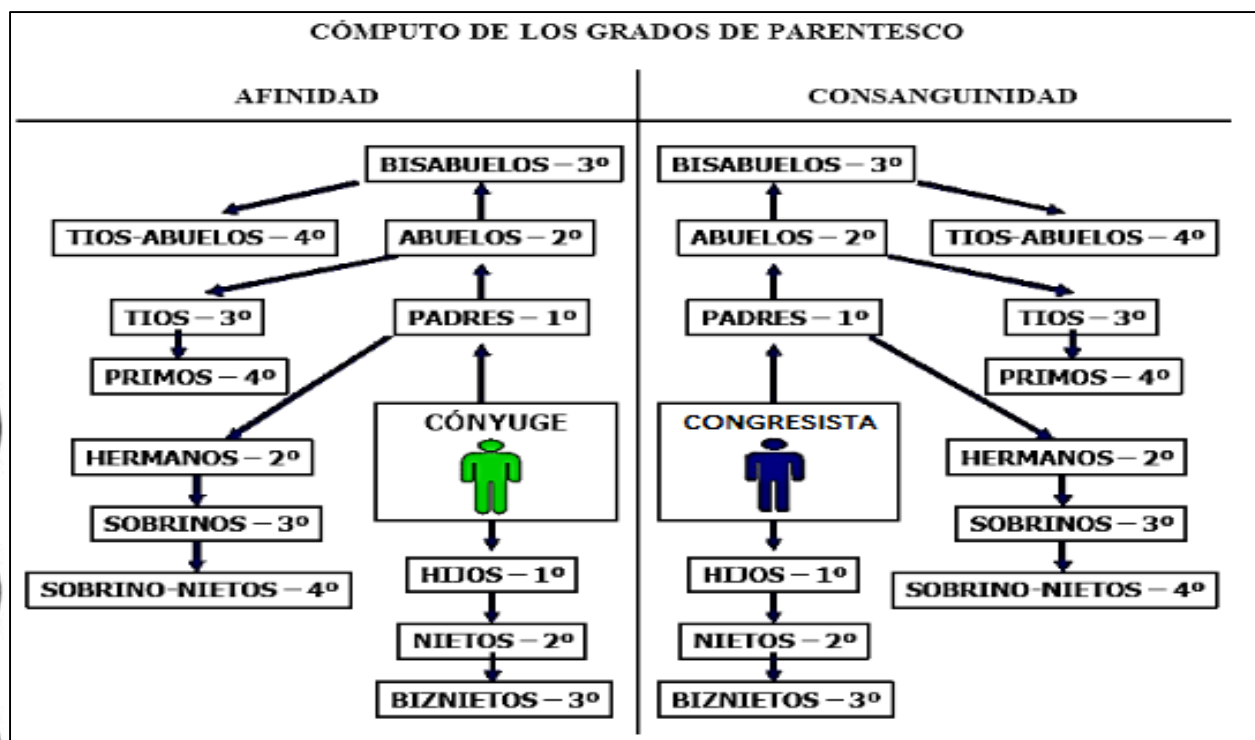 CÓMPUTO DE LOS GRADOS DE PARENTESCO
AFINIDAD
CONSANGUINIDAD
BISABUELOS – 3º
BISABUELOS – 3º
TIOS-ABUELOS – 4º
ABUELOS – 2º
ABUELOS – 2º
TIOS-ABUELOS – 4º
TIOS – 3º
PADRES – 1º
PADRES – 1º
TIOS – 3º
PRIMOS – 4º
PRIMOS – 4º
CÓNYUGE
CONGRESISTA
HERMANOS – 2º
HERMANOS – 2º
SOBRINOS – 3º
SOBRINOS – 3º
SOBRINO-NIETOS – 4º
HIJOS – 1º
HIJOS – 1º
SOBRINO-NIETOS – 4º
NIETOS – 2º
NIETOS – 2º
BIZNIETOS – 3º
BIZNIETOS – 3º